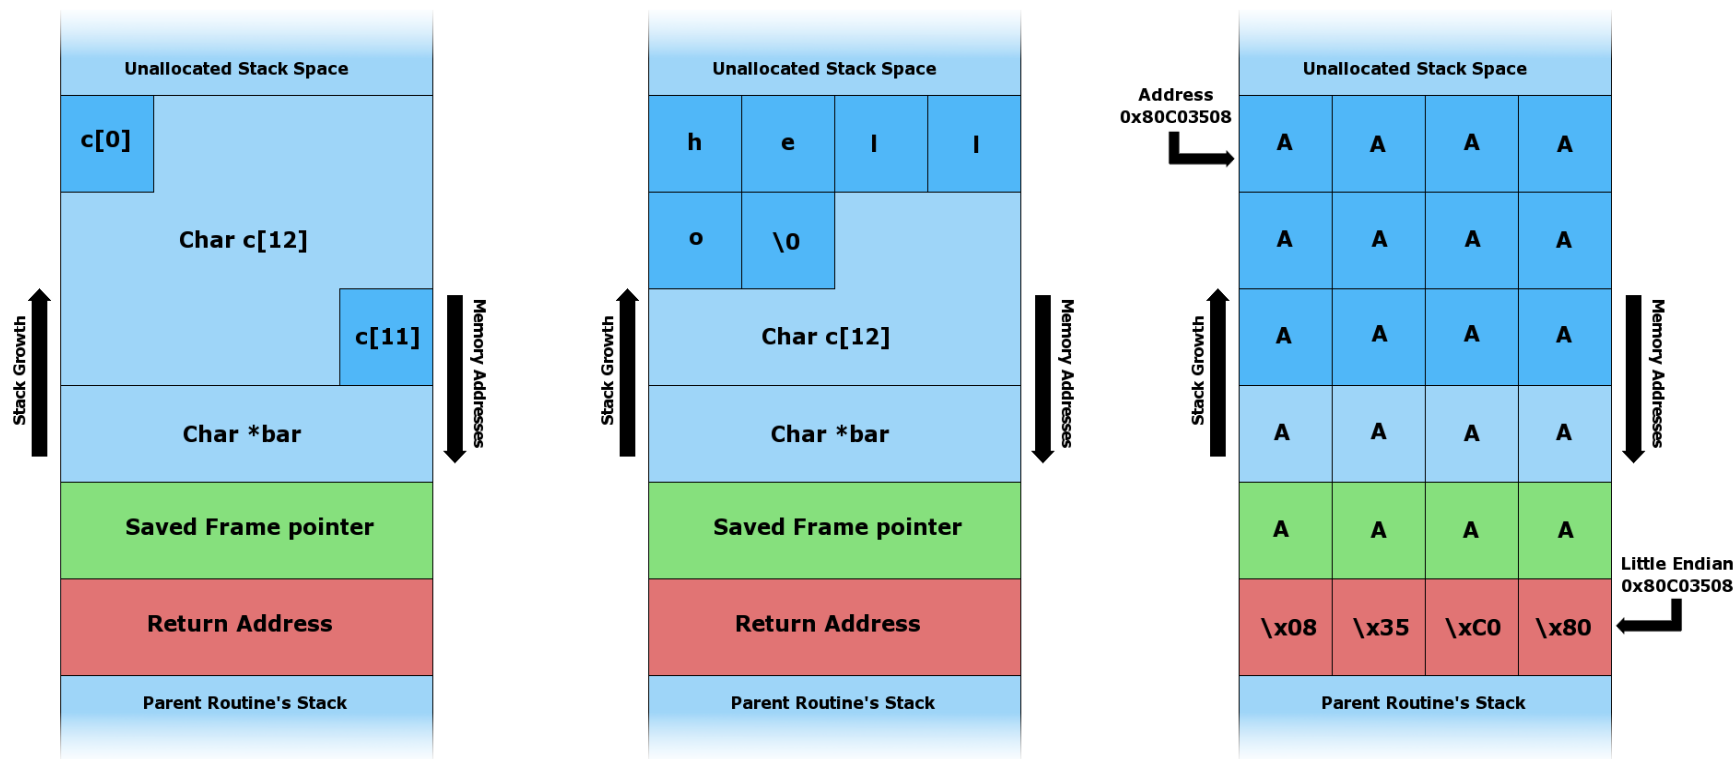 Unallocated Stack Space
c[0]
Char c[12]
c[11]
Char *bar
Saved Frame pointer
Return Address
Parent Routine's Stack
Stack Growth
Memory Addresses
Unallocated Stack Space
h e l l
o \0
Char c[12]
Char *bar
Saved Frame pointer
Return Address
Parent Routine's Stack
Stack Growth
Memory Addresses
Unallocated Stack Space
Address
0x80C03508
A A A A
A A A A
A A A A
A A A A
A A A A
\x08 \x35 \xC0 \x80
Parent Routine's Stack
Stack Growth
Memory Addresses
Little Endian
0x80C03508